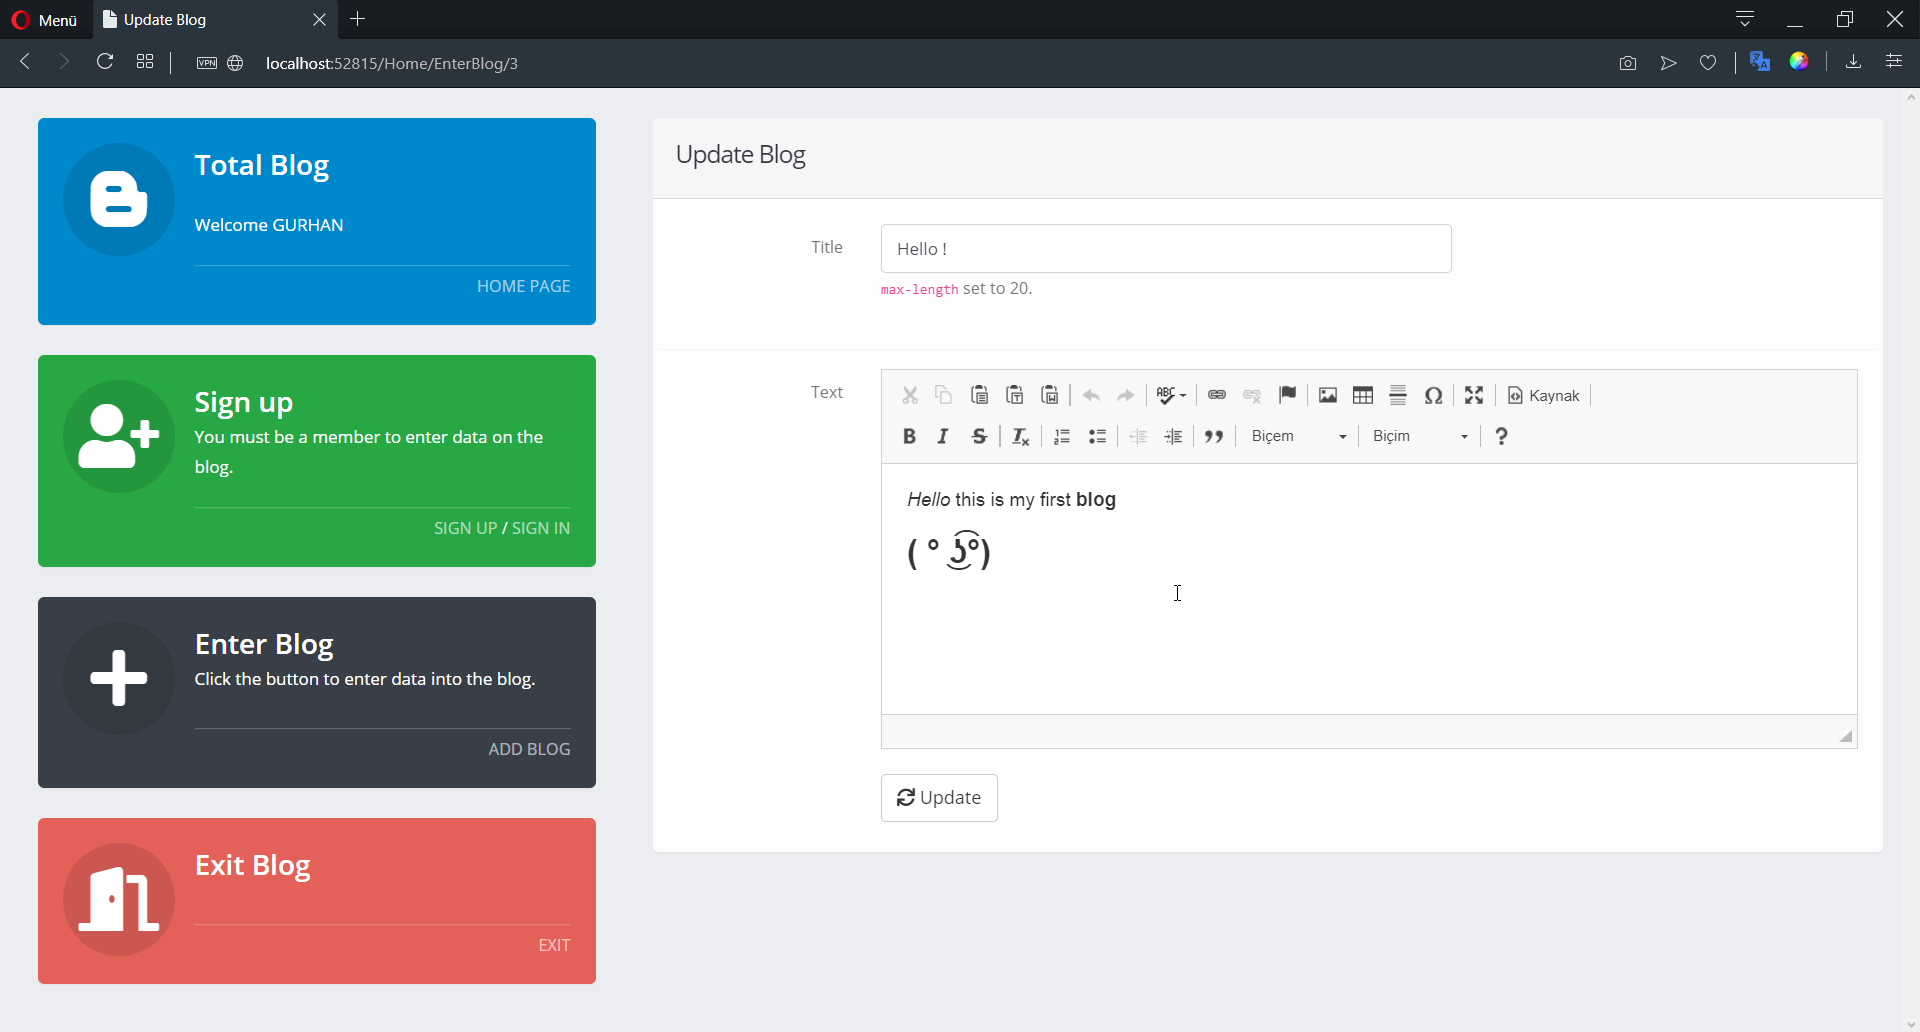 Menü
Update Blog
VPN
localhost:52815/Home/EnterBlog/3
Total Blog
Welcome GURHAN
HOME PAGE
Sign up
You must be a member to enter data on the
blog.
SIGN UP / SIGN IN
Enter Blog
Click the button to enter data into the blog.
ADD BLOG
Exit Blog
EXIT
Update Blog
Title
Hello !
max-length set to 20.
Text
ABC
Ω
Kaynak
B I S Tx
Biçem
Biçim
?
Hello this is my first blog
( ° ͜ʖ͡°)
Update